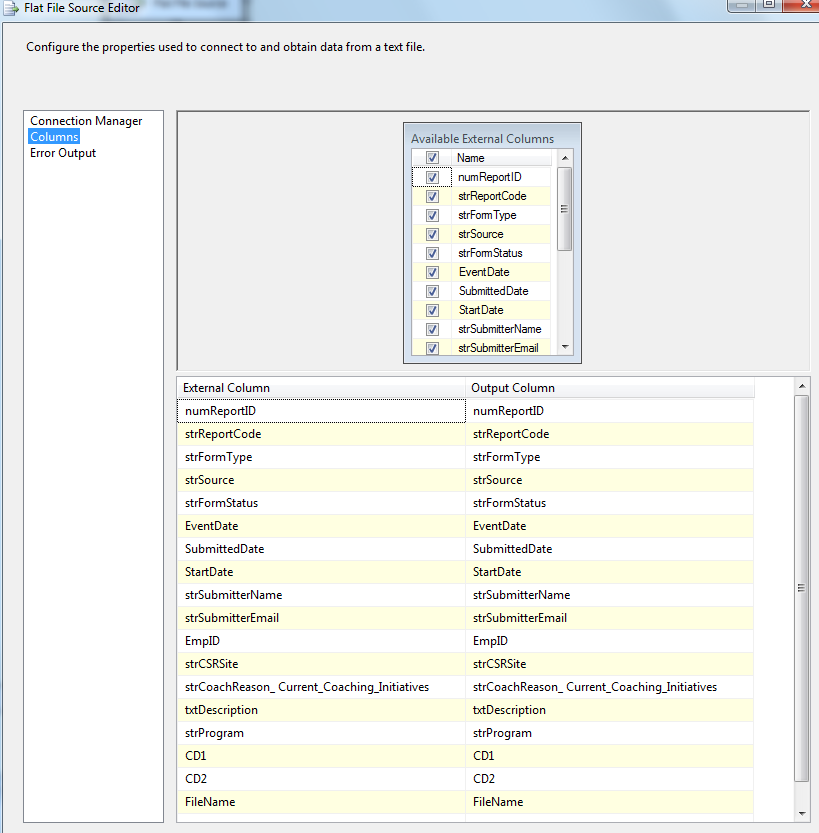 Flat File Source Editor
Configure the properties used to connect to and obtain data from a text file.
Connection Manager
Columns
Error Output
Available External Columns
Name
numReportID
strReportCode
strFormType
strSource
strFormStatus
EventDate
SubmittedDate
StartDate
strSubmitterName
strSubmitterEmail
External Column Output Column
numReportID numReportID
strReportCode strReportCode
strFormType strFormType
strSource strSource
strFormStatus strFormStatus
EventDate EventDate
SubmittedDate SubmittedDate
StartDate StartDate
strSubmitterName strSubmitterName
strSubmitterEmail strSubmitterEmail
EmpID EmpID
strCSRSite strCSRSite
strCoachReason_ Current_Coaching_Initiatives strCoachReason_ Current_Coaching_Initiatives
txtDescription txtDescription
strProgram strProgram
CD1 CD1
CD2 CD2
FileName FileName